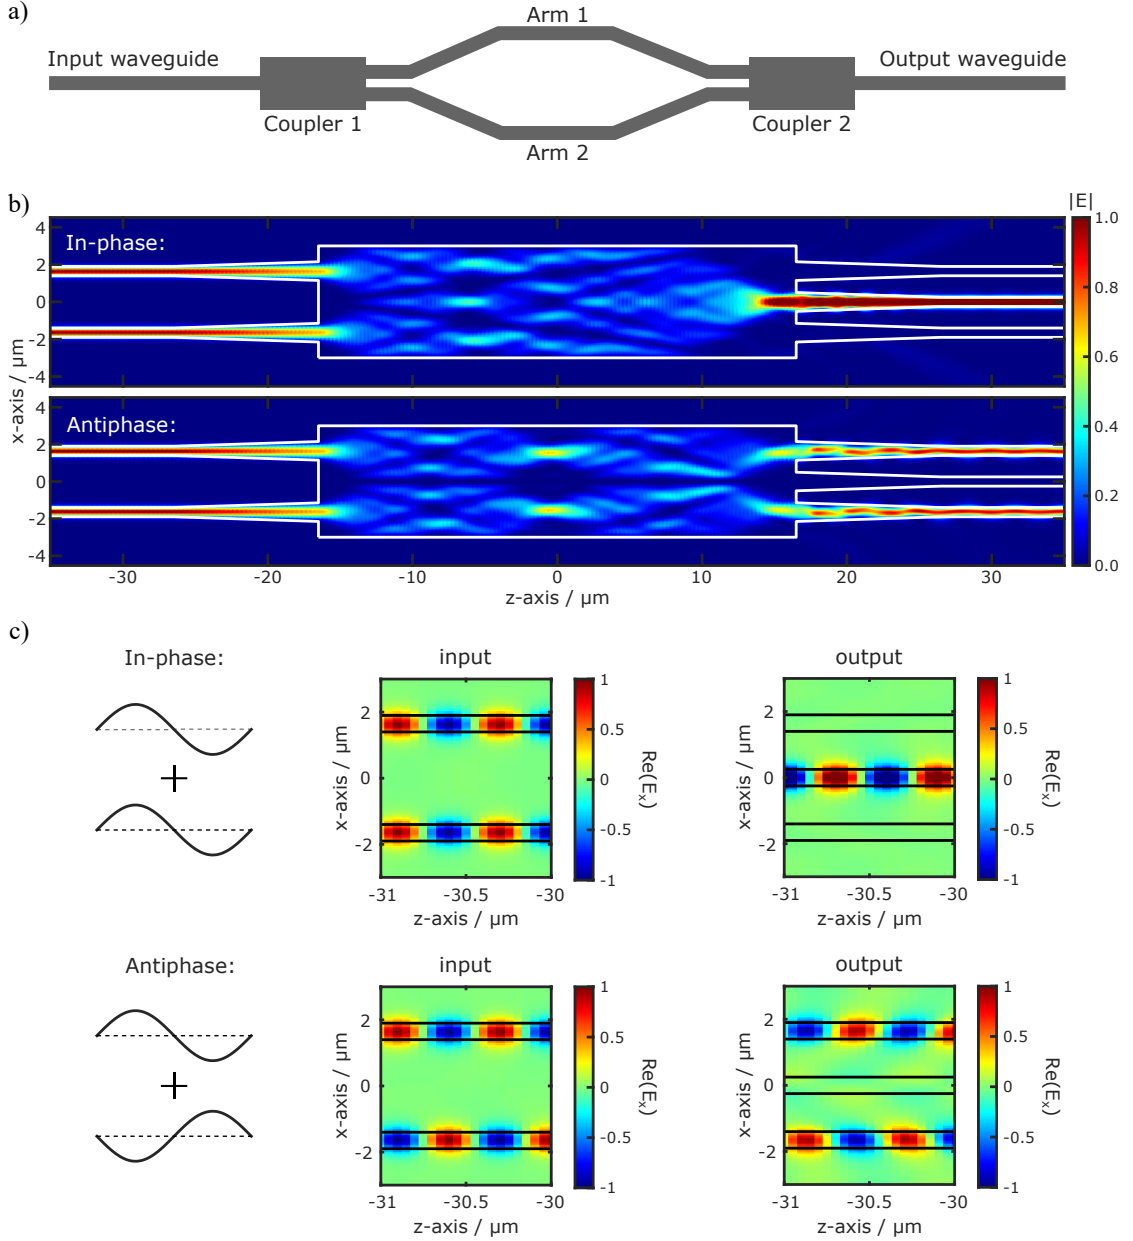 a)
Arm 1
Input waveguide
Output waveguide
Coupler 1
Coupler 2
Arm 2
b)
|E|
In-phase:
4
2
0
-2
-4
Antiphase:
4
2
0
-2
-4
x-axis / µm
-30
-20
-10
0
10
20
30
z-axis / µm
1.0
0.8
0.6
0.4
0.2
0.0
c)
In-phase:
+
input
2
0
-2
x-axis / µm
-31
-30.5
-30
z-axis / µm
1
0.5
0
-0.5
-1
Re(Eₓ)
output
2
0
-2
x-axis / µm
-31
-30.5
-30
z-axis / µm
1
0.5
0
-0.5
-1
Re(Eₓ)
Antiphase:
+
input
2
0
-2
x-axis / µm
-31
-30.5
-30
z-axis / µm
1
0.5
0
-0.5
-1
Re(Eₓ)
output
2
0
-2
x-axis / µm
-31
-30.5
-30
z-axis / µm
1
0.5
0
-0.5
-1
Re(Eₓ)